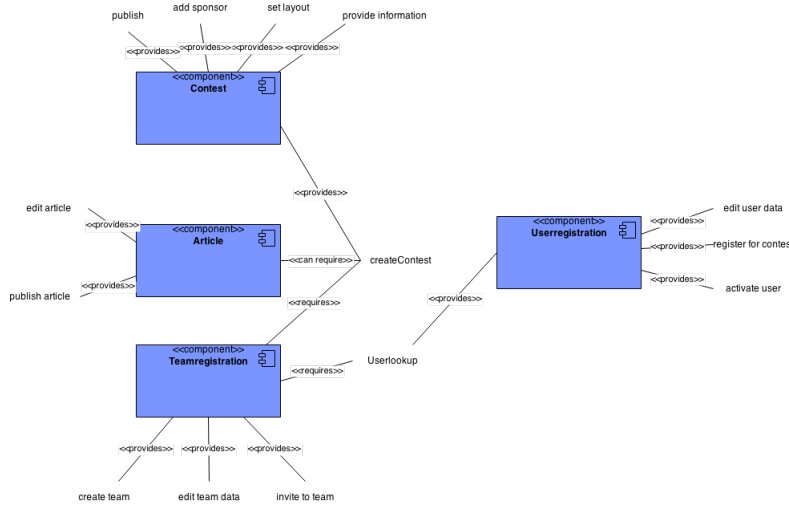 publish
add sponsor
set layout
provide information
<<provides>>
<<provides>>
<<provides>>
<<provides>>
<<component>>
Contest
<<provides>>
edit article
<<provides>>
<<component>>
Article
<<can require>>
createContest
publish article
<<provides>>
<<requires>>
<<component>>
Userregistration
edit user data
<<provides>>
register for contes
<<provides>>
activate user
<<provides>>
<<provides>>
<<component>>
Teamregistration
Userlookup
<<requires>>
<<provides>>
<<provides>>
<<provides>>
create team
edit team data
invite to team